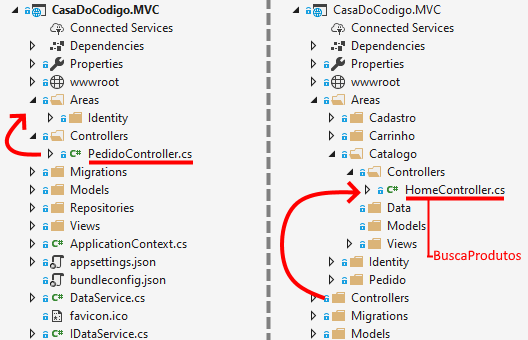 CasaDoCodigo.MVC
Connected Services
Dependencies
Properties
wwwroot
Areas
Identity
Controllers
C# PedidoController.cs
Migrations
Models
Repositories
Views
C# ApplicationContext.cs
appsettings.json
bundleconfig.json
C# DataService.cs
favicon.ico
C# IDataService.cs
CasaDoCodigo.MVC
Connected Services
Dependencies
Properties
wwwroot
Areas
Cadastro
Carrinho
Catalogo
Controllers
C# HomeController.cs
Data
Models
Views
BuscaProdutos
Identity
Pedido
Controllers
Migrations
Models